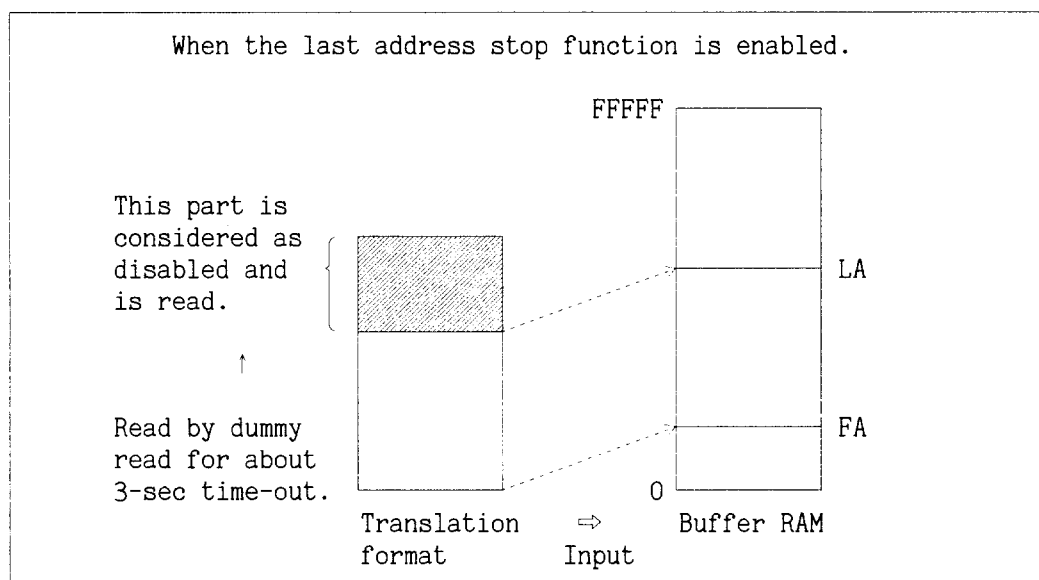 When the last address stop function is enabled.
FFFFF
This part is
considered as
disabled and
is read.
LA
↑
Read by dummy
read for about
3-sec time-out.
FA
0
Translation
format
⇨
Input
Buffer RAM